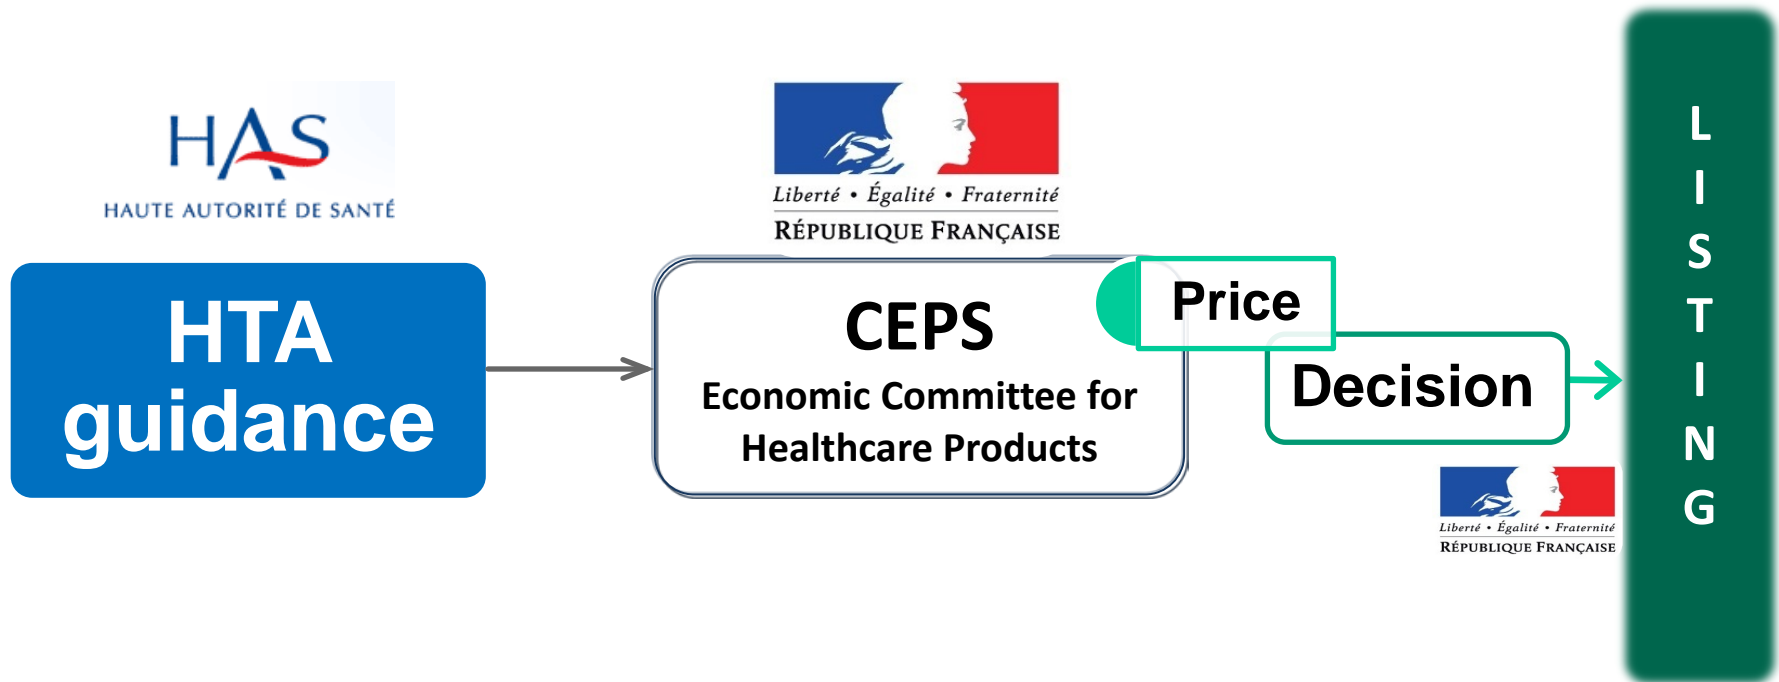 HAS
HAUTE AUTORITÉ DE SANTÉ
HTA
guidance
Liberté • Égalité • Fraternité
RÉPUBLIQUE FRANÇAISE
CEPS
Economic Committee for
Healthcare Products
Price
Decision
Liberté • Égalité • Fraternité
RÉPUBLIQUE FRANÇAISE
L
I
S
T
I
N
G